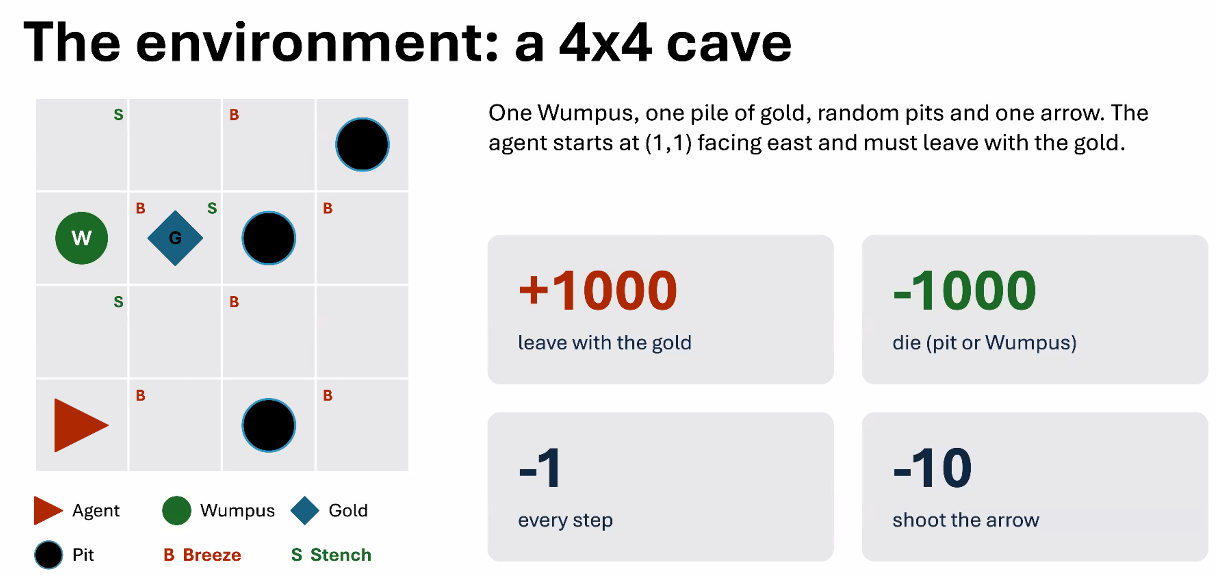 The environment: a 4x4 cave
S B
W B G S B
S B
B B
One Wumpus, one pile of gold, random pits and one arrow. The
agent starts at (1,1) facing east and must leave with the gold.
+1000
leave with the gold
-1000
die (pit or Wumpus)
-1
every step
-10
shoot the arrow
Agent Wumpus Gold
Pit B Breeze S Stench